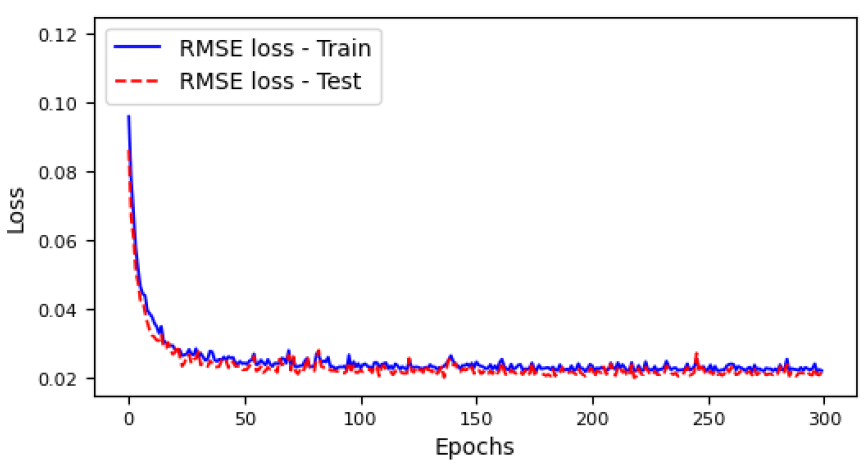 RMSE loss - Train
RMSE loss - Test
0.12
0.10
0.08
0.06
0.04
0.02
Loss
0 50 100 150 200 250 300
Epochs